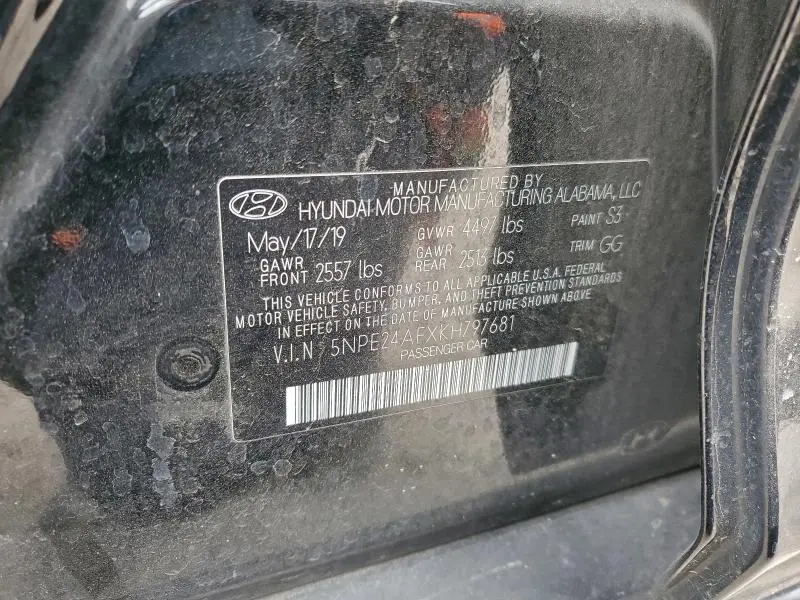 MANUFACTURED BY
HYUNDAI MOTOR MANUFACTURING ALABAMA, LLC
May/17/19 GVWR 4497 lbs PAINT S3
GAWR FRONT 2557 lbs GAWR REAR 2513 lbs TRIM GG
THIS VEHICLE CONFORMS TO ALL APPLICABLE U.S.A. FEDERAL
MOTOR VEHICLE SAFETY, BUMPER, AND THEFT PREVENTION STANDARDS
IN EFFECT ON THE DATE OF MANUFACTURE SHOWN ABOVE
V.I.N / 5NPE24AFXKH797681
PASSENGER CAR